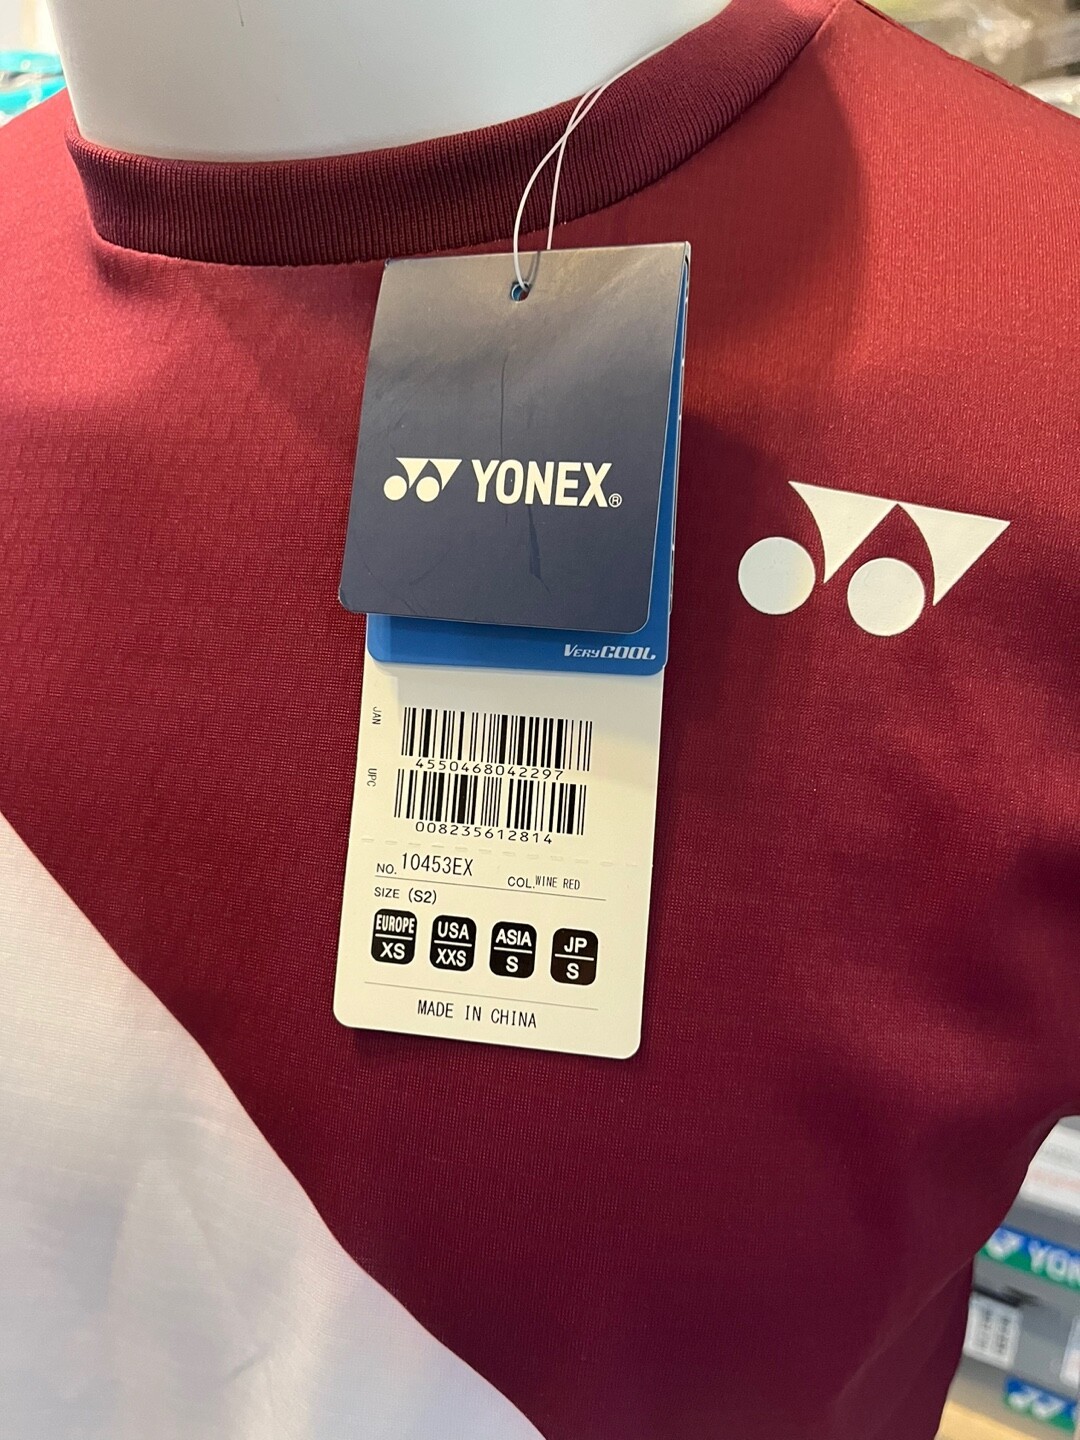 YONEX®
VeryCOOL
JAN
4550468042297
UPC
008235612814
NO. 10453EX COL. WINE RED
SIZE (S2)
EUROPE XS
USA XXS
ASIA S
JP S
MADE IN CHINA
YON